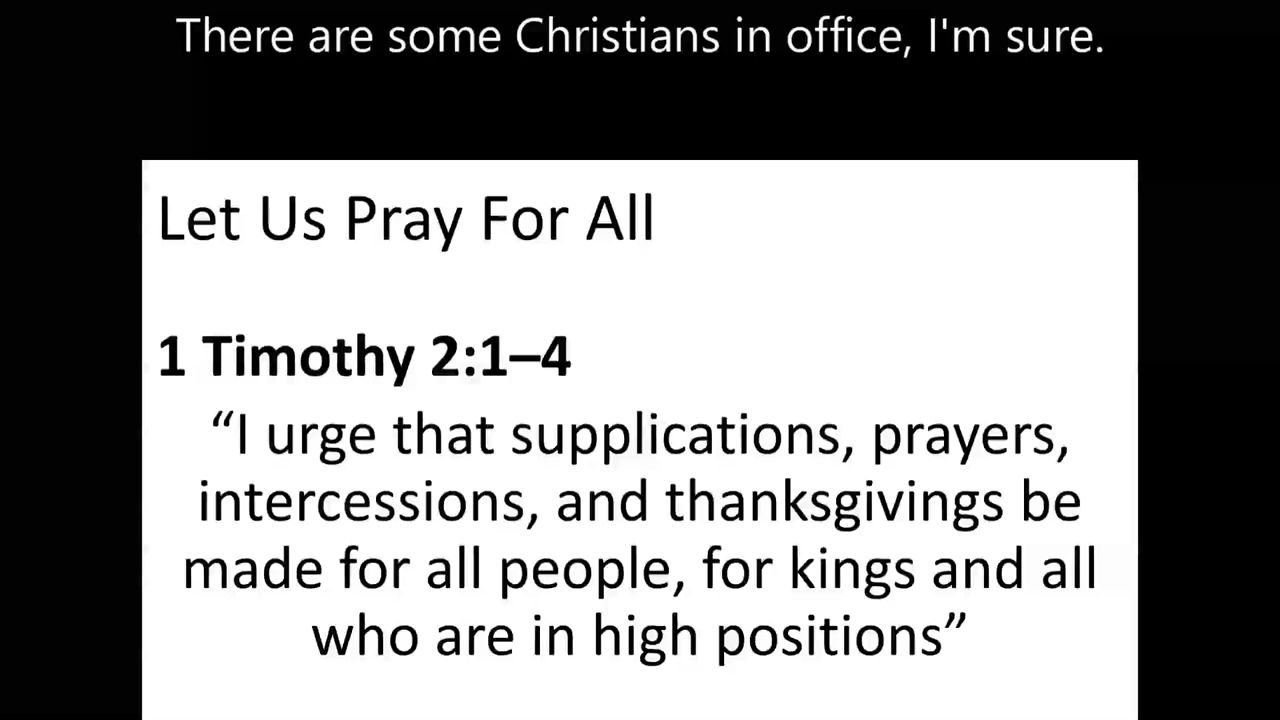 There are some Christians in office, I'm sure.
Let Us Pray For All
1 Timothy 2:1–4
“I urge that supplications, prayers,
intercessions, and thanksgivings be
made for all people, for kings and all
who are in high positions”